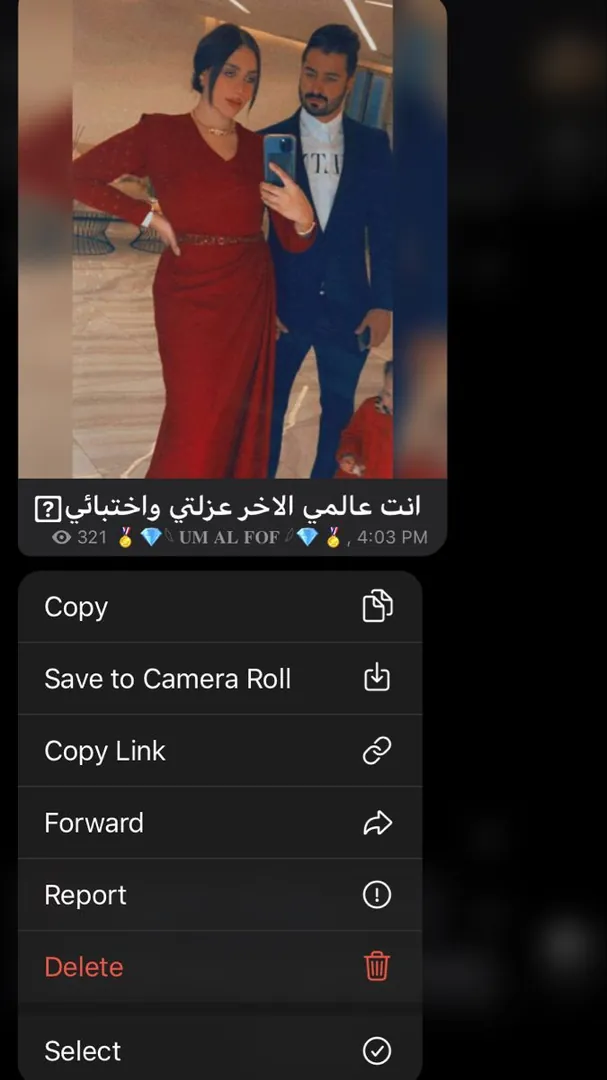 انت عالمي الاخر عزلتي واختبائي
321 🏅💎 UM AL FOF 💎🏅, 4:03 PM
Copy
Save to Camera Roll
Copy Link
Forward
Report
Delete
Select